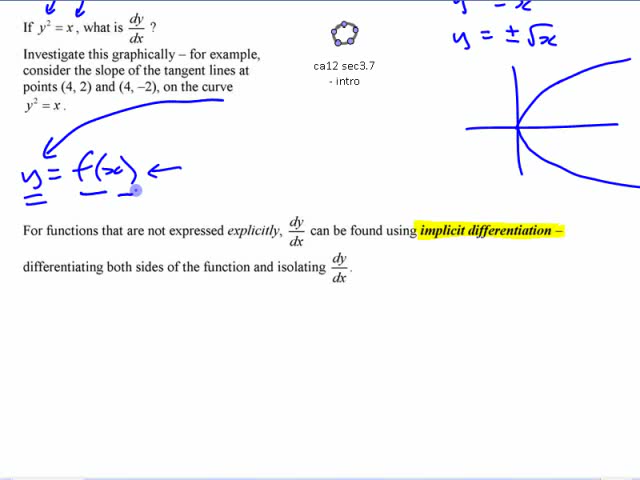 If y² = x, what is dy/dx ?
Investigate this graphically – for example,
consider the slope of the tangent lines at
points (4, 2) and (4, –2), on the curve
y² = x .
ca12 sec3.7
- intro
y = ±√x
y = f(x) ←
For functions that are not expressed explicitly, dy/dx can be found using implicit differentiation –
differentiating both sides of the function and isolating dy/dx .